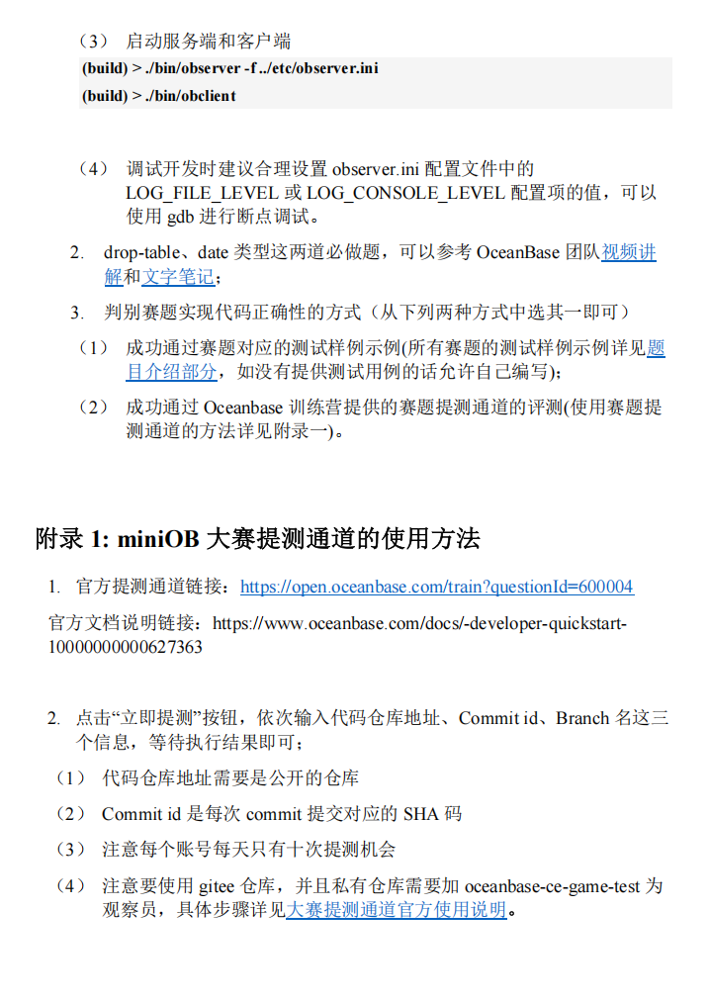 （3） 启动服务端和客户端
(build) > ./bin/observer -f ../etc/observer.ini
(build) > ./bin/obclient
（4） 调试开发时建议合理设置 observer.ini 配置文件中的
LOG_FILE_LEVEL 或 LOG_CONSOLE_LEVEL 配置项的值，可以
使用 gdb 进行断点调试。
2. drop-table、date 类型这两道必做题，可以参考 OceanBase 团队视频讲
解和文字笔记；
3. 判别赛题实现代码正确性的方式（从下列两种方式中选其一即可）
（1） 成功通过赛题对应的测试样例示例(所有赛题的测试样例示例详见题
目介绍部分，如没有提供测试用例的话允许自己编写)；
（2） 成功通过 Oceanbase 训练营提供的赛题提测通道的评测(使用赛题提
测通道的方法详见附录一)。
附录 1: miniOB 大赛提测通道的使用方法
1. 官方提测通道链接：https://open.oceanbase.com/train?questionId=600004
官方文档说明链接：https://www.oceanbase.com/docs/-developer-quickstart-
10000000000627363
2. 点击“立即提测”按钮，依次输入代码仓库地址、Commit id、Branch 名这三
个信息，等待执行结果即可；
（1） 代码仓库地址需要是公开的仓库
（2） Commit id 是每次 commit 提交对应的 SHA 码
（3） 注意每个账号每天只有十次提测机会
（4） 注意要使用 gitee 仓库，并且私有仓库需要加 oceanbase-ce-game-test 为
观察员，具体步骤详见大赛提测通道官方使用说明。